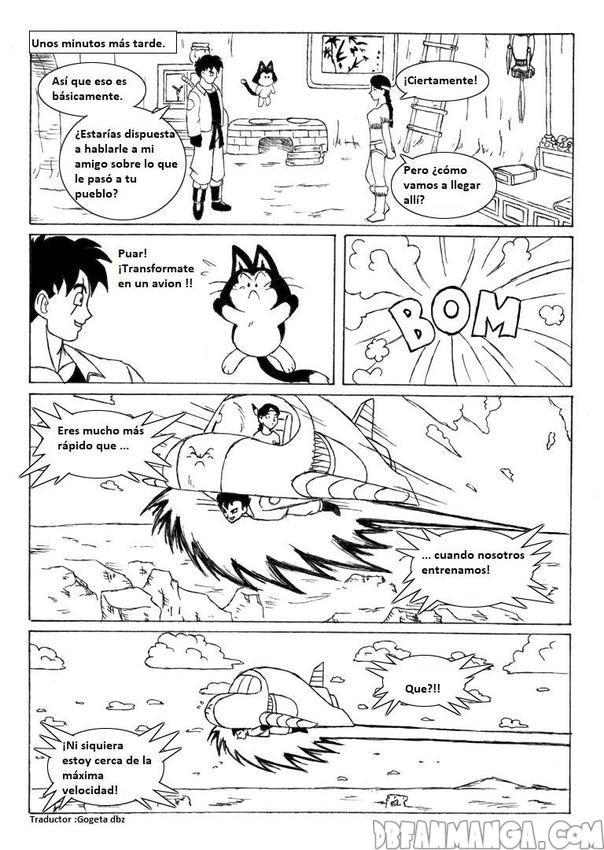 Unos minutos más tarde.
Así que eso es
básicamente.
¿Estarías dispuesta
a hablarle a mi
amigo sobre lo que
le pasó a tu
pueblo?
¡Ciertamente!
Pero ¿cómo
vamos a llegar
allí?
Puar!
¡Transformate
en un avion !!
BOM
Eres mucho más
rápido que ...
... cuando nosotros
entrenamos!
Que?!!
¡Ni siquiera
estoy cerca de la
máxima
velocidad!
Traductor :Gogeta dbz
DBFANMANGA.COM